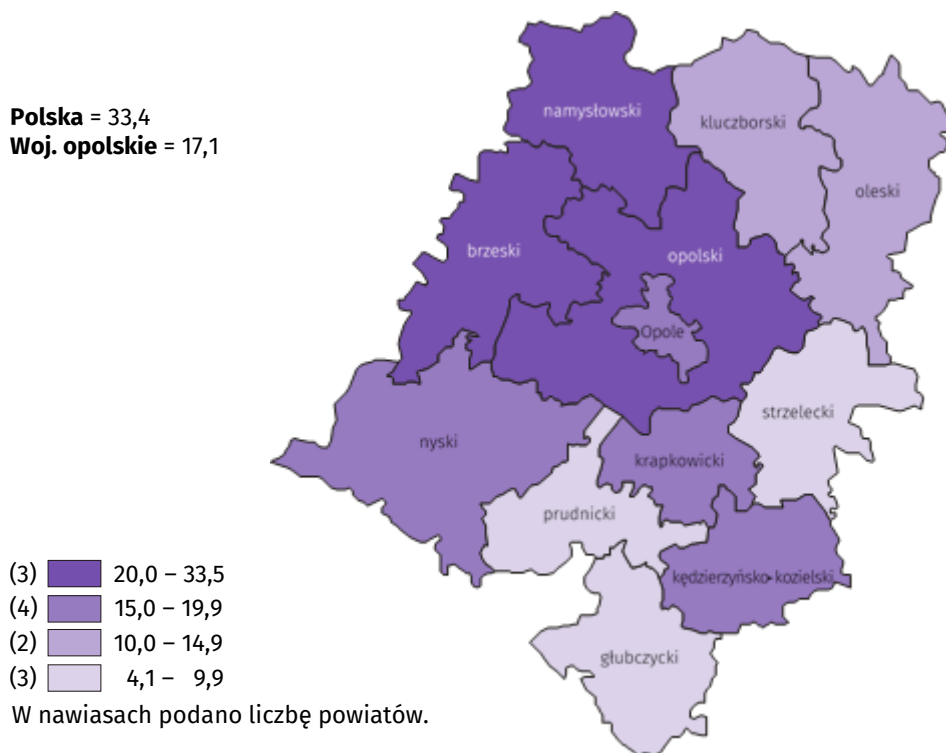 Polska = 33,4
Woj. opolskie = 17,1
namysłowski
kluczborski
oleski
brzeski
opolski
Opole
strzelecki
nyski
krapkowicki
prudnicki
kędzierzyńsko-kozielski
głubczycki
(3) 20,0 – 33,5
(4) 15,0 – 19,9
(2) 10,0 – 14,9
(3) 4,1 – 9,9
W nawiasach podano liczbę powiatów.